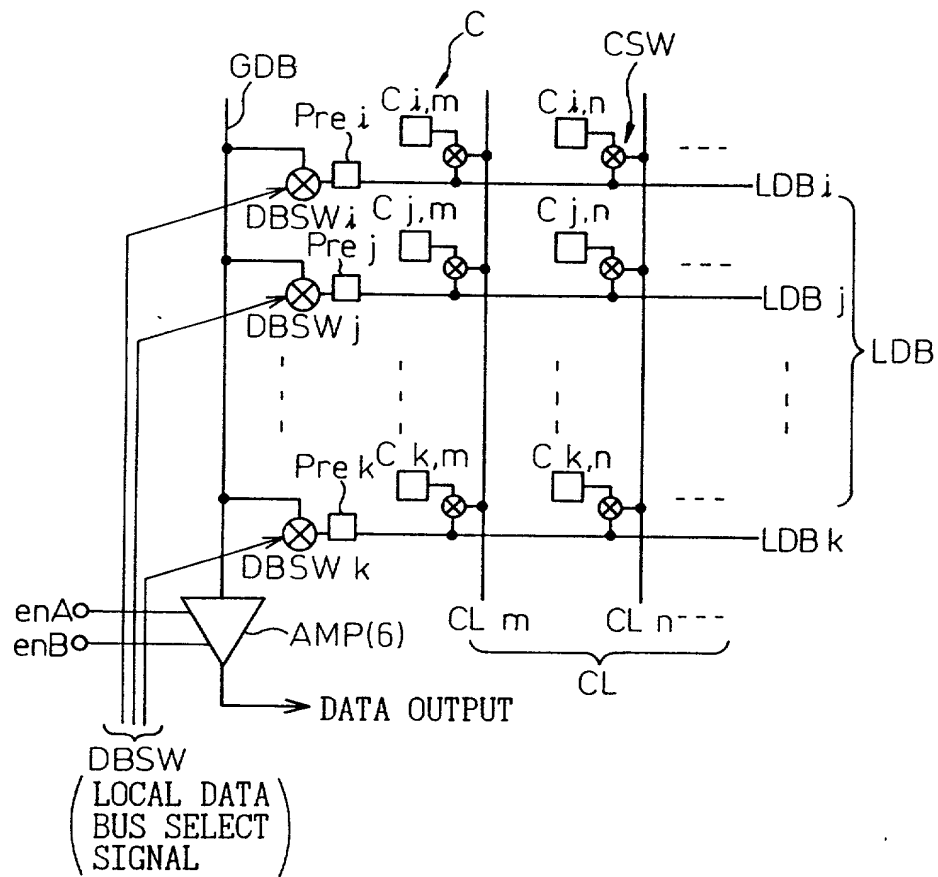 C
CSW
GDB
Pre i
C i,m
C i,n
---
LDB i
DBSW i
Pre j
C j,m
C j,n
---
LDB j
DBSW j
LDB
Pre k
C k,m
C k,n
---
LDB k
DBSW k
enA
enB
AMP(6)
CL m
CL n---
CL
DATA OUTPUT
DBSW
(LOCAL DATA
BUS SELECT
SIGNAL)